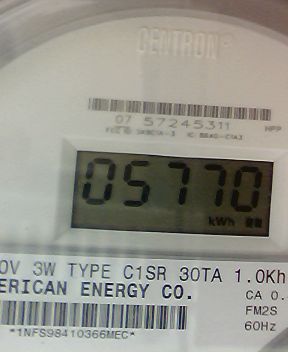 CENTRON®
07 57245311
05770
kWh
0V 3W TYPE C1SR 30TA 1.0Kh
ERICAN ENERGY CO.
CA 0.
FM2S
60Hz
*1NFS98410366MEC*